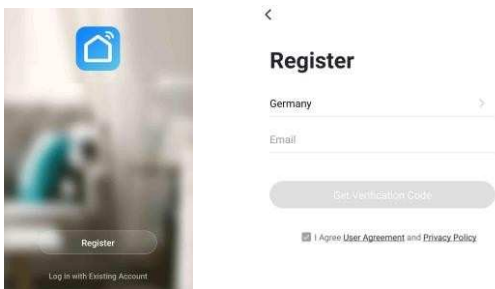 Register
Log in with Existing Account
Register
Germany
Email
Get Verification Code
I Agree User Agreement and Privacy Policy